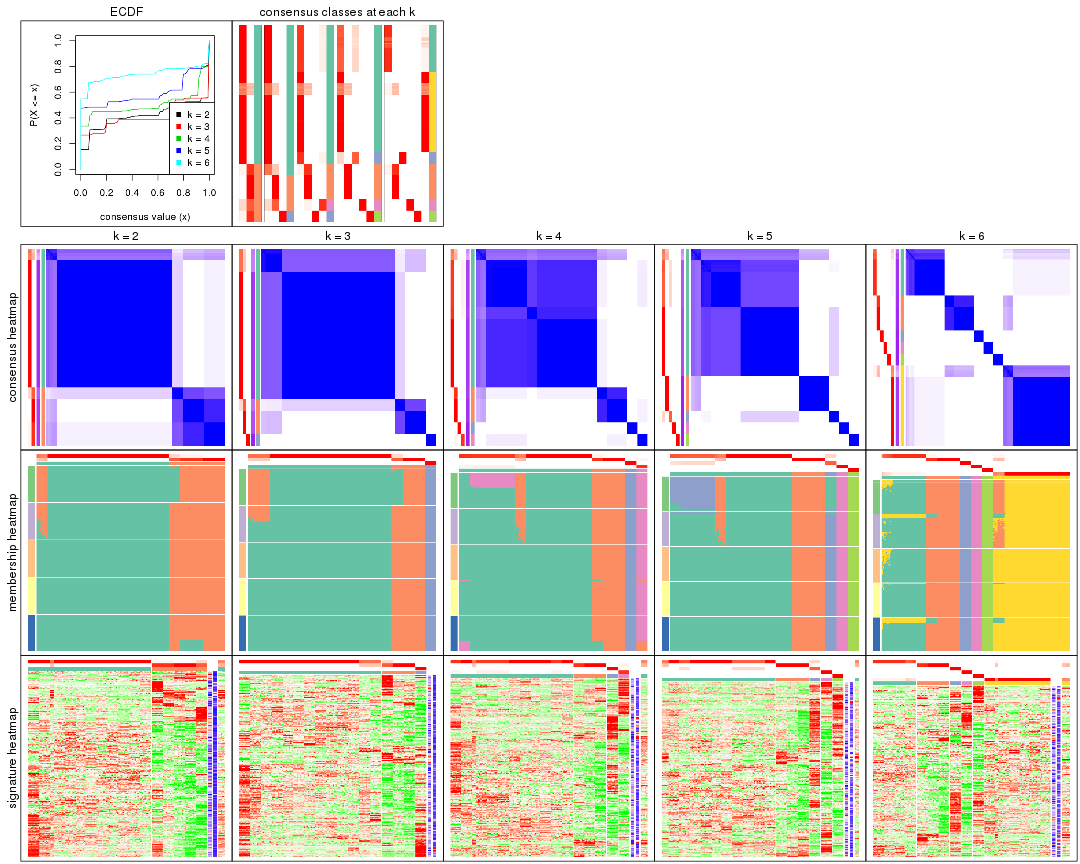 ECDF
consensus classes at each k
P(X <= x)
0.0 0.2 0.4 0.6 0.8 1.0
k = 2
k = 3
k = 4
k = 5
k = 6
0.0 0.2 0.4 0.6 0.8 1.0
consensus value (x)
k = 2
k = 3
k = 4
k = 5
k = 6
consensus heatmap
membership heatmap
signature heatmap